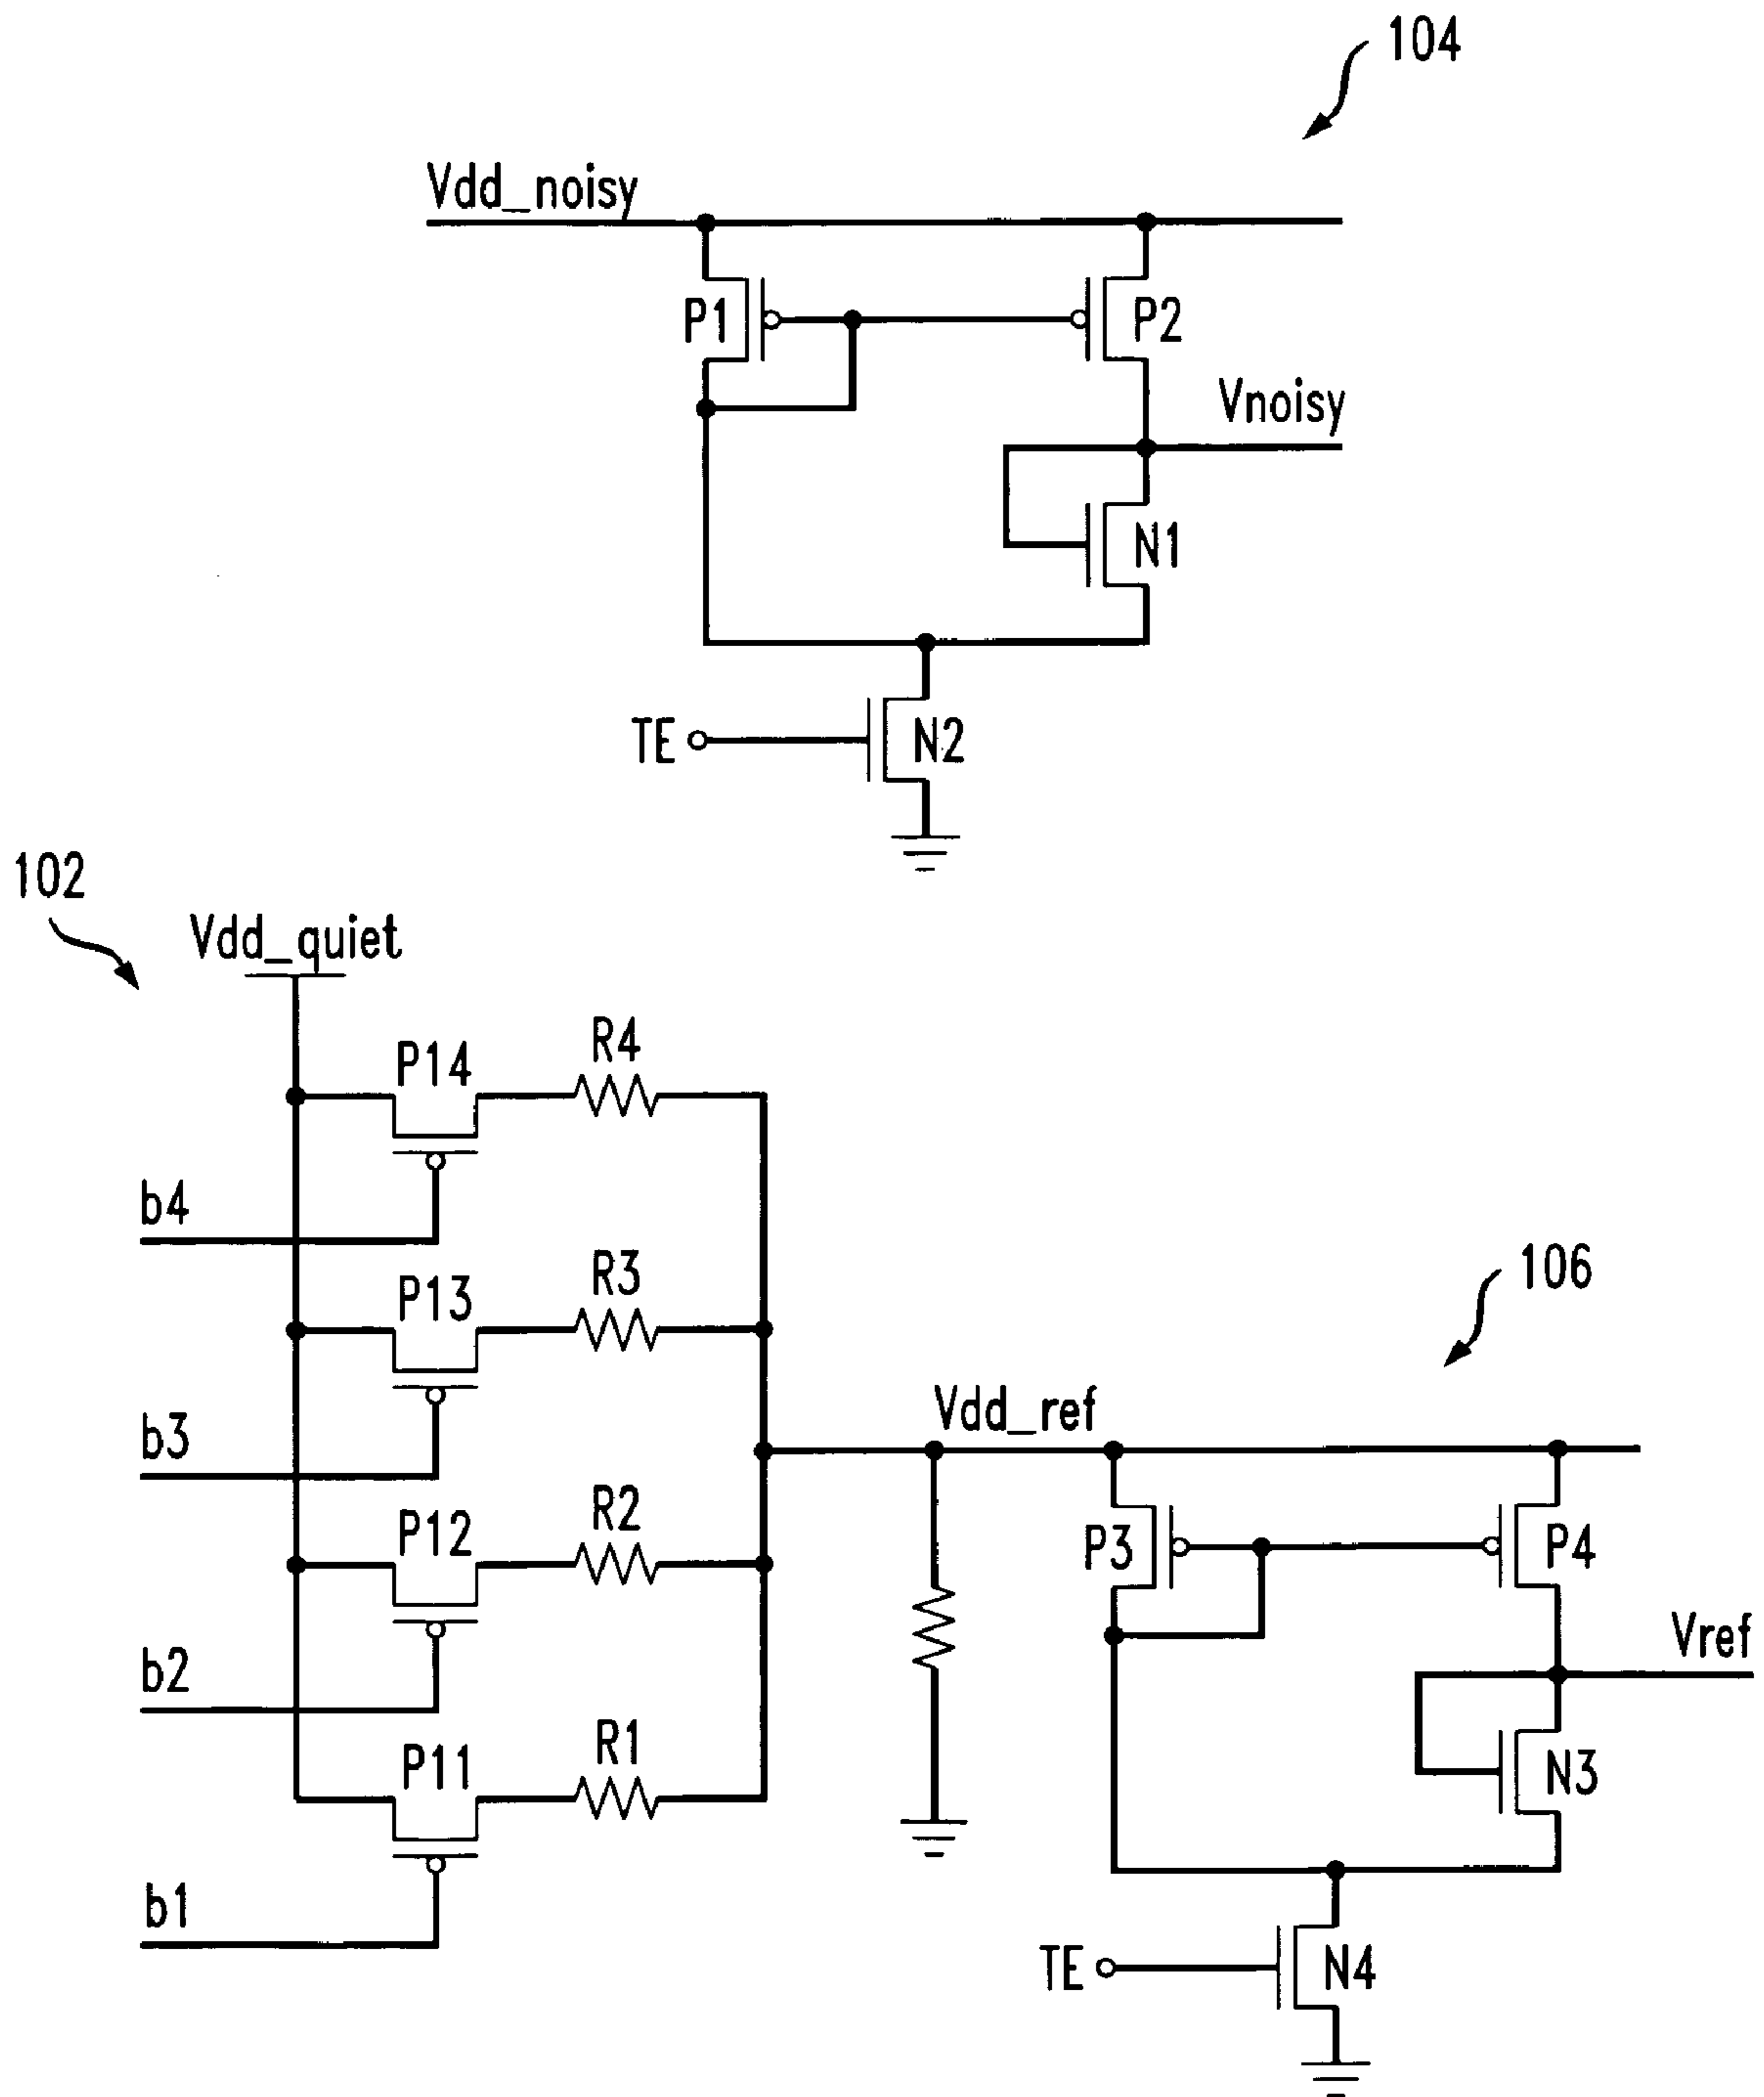 104
Vdd_noisy
P1
P2
Vnoisy
N1
TE
N2
102
Vdd_quiet
P14
R4
b4
P13
R3
106
b3
Vdd_ref
P12
R2
P3
P4
b2
Vref
P11
R1
N3
b1
TE
N4